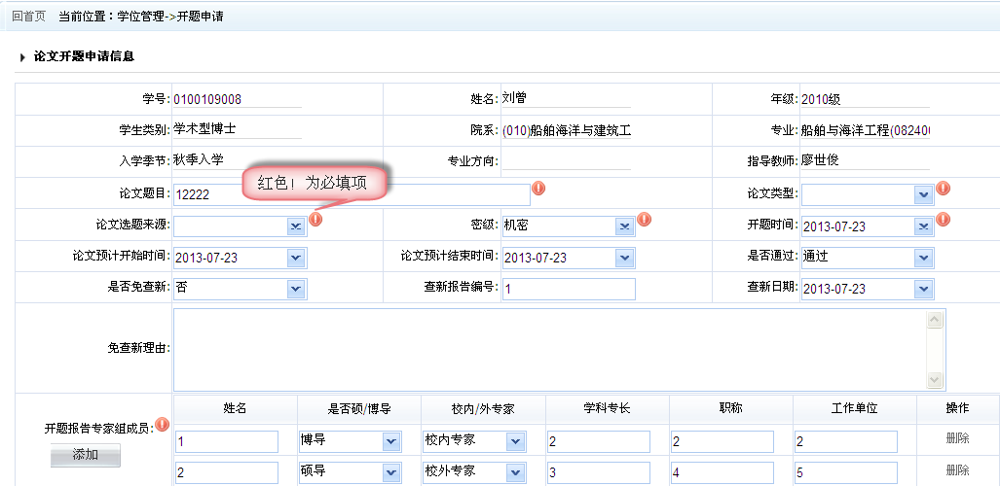 回首页 当前位置：学位管理->开题申请
论文开题申请信息
学号: 0100109008 姓名: 刘曾 年级: 2010级
学生类别: 学术型博士 院系: (010)船舶海洋与建筑工 专业: 船舶与海洋工程(082400
入学季节: 秋季入学 专业方向: 指导教师: 廖世俊
红色！为必填项
论文题目: 12222 论文类型:
论文选题来源: 密级: 机密 开题时间: 2013-07-23
论文预计开始时间: 2013-07-23 论文预计结束时间: 2013-07-23 是否通过: 通过
是否免查新: 否 查新报告编号: 1 查新日期: 2013-07-23
免查新理由:
开题报告专家组成员:
添加
姓名 是否硕/博导 校内/外专家 学科专长 职称 工作单位 操作
1 博导 校内专家 2 2 2 删除
2 硕导 校外专家 3 4 5 删除